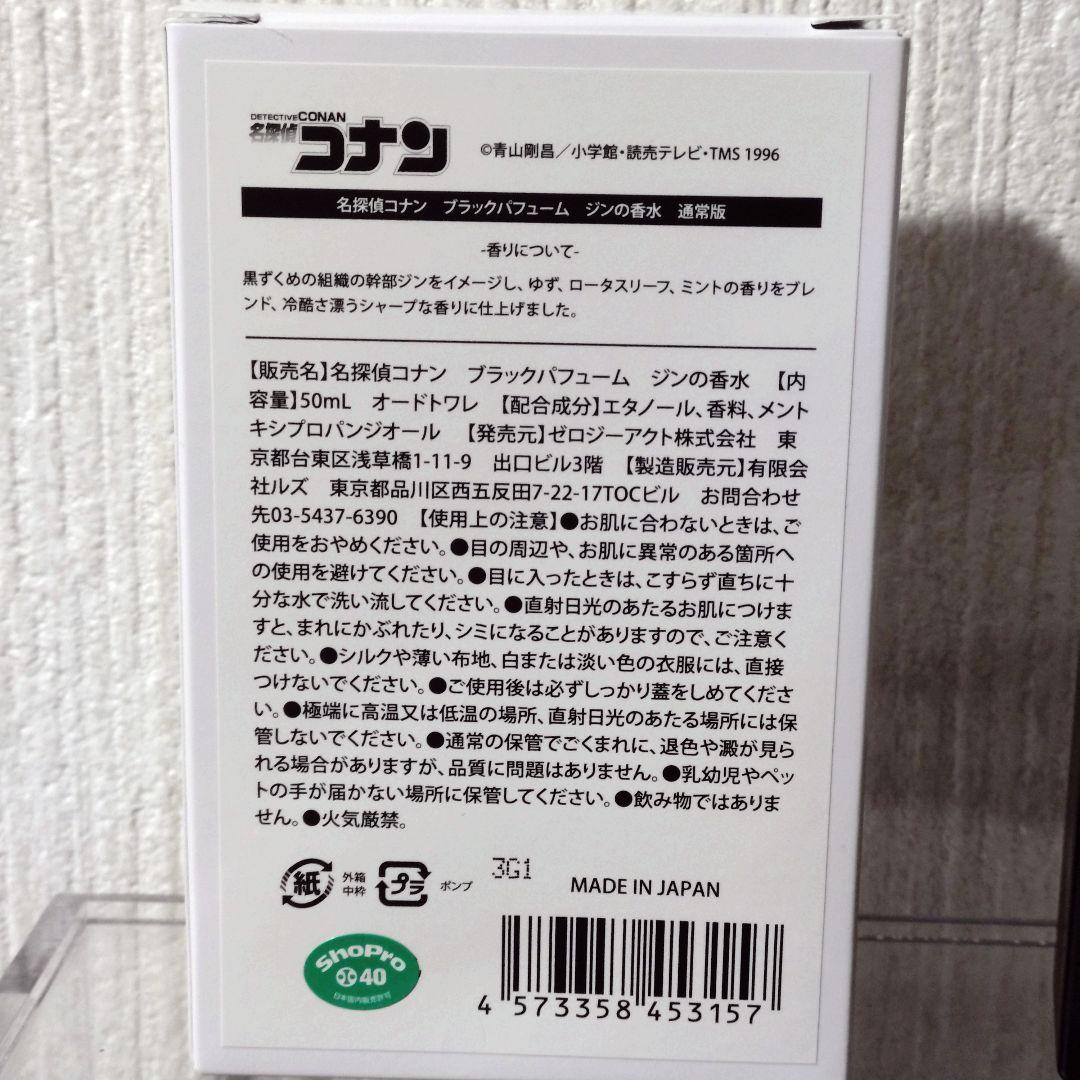 DETECTIVE CONAN
名探偵コナン
©青山剛昌／小学館・読売テレビ・TMS 1996
名探偵コナン　ブラックパフューム　ジンの香水　通常版
-香りについて-
黒ずくめの組織の幹部ジンをイメージし、ゆず、ロータスリーフ、ミントの香りをブレ
ンド、冷酷さ漂うシャープな香りに仕上げました。
【販売名】名探偵コナン　ブラックパフューム　ジンの香水　【内
容量】50mL　オードトワレ　【配合成分】エタノール、香料、メント
キシプロパンジオール　【発売元】ゼロジーアクト株式会社　東
京都台東区浅草橋1-11-9　出口ビル3階　【製造販売元】有限会
社ルズ　東京都品川区西五反田7-22-17TOCビル　お問合わせ
先03-5437-6390　【使用上の注意】●お肌に合わないときは、ご
使用をおやめください。●目の周辺や、お肌に異常のある箇所へ
の使用を避けてください。●目に入ったときは、こすらず直ちに十
分な水で洗い流してください。●直射日光のあたるお肌につけま
すと、まれにかぶれたり、シミになることがありますので、ご注意く
ださい。●シルクや薄い布地、白または淡い色の衣服には、直接
つけないでください。●ご使用後は必ずしっかり蓋をしめてくださ
い。●極端に高温又は低温の場所、直射日光のあたる場所には保
管しないでください。●通常の保管でごくまれに、退色や澱が見ら
れる場合がありますが、品質に問題はありません。●乳幼児やペッ
トの手が届かない場所に保管してください。●飲み物ではありま
せん。●火気厳禁。
紙
外箱
中枠
プラ
ポンプ
3G1
MADE IN JAPAN
ShoPro
40
日本国内販売許可
4 573358 453157